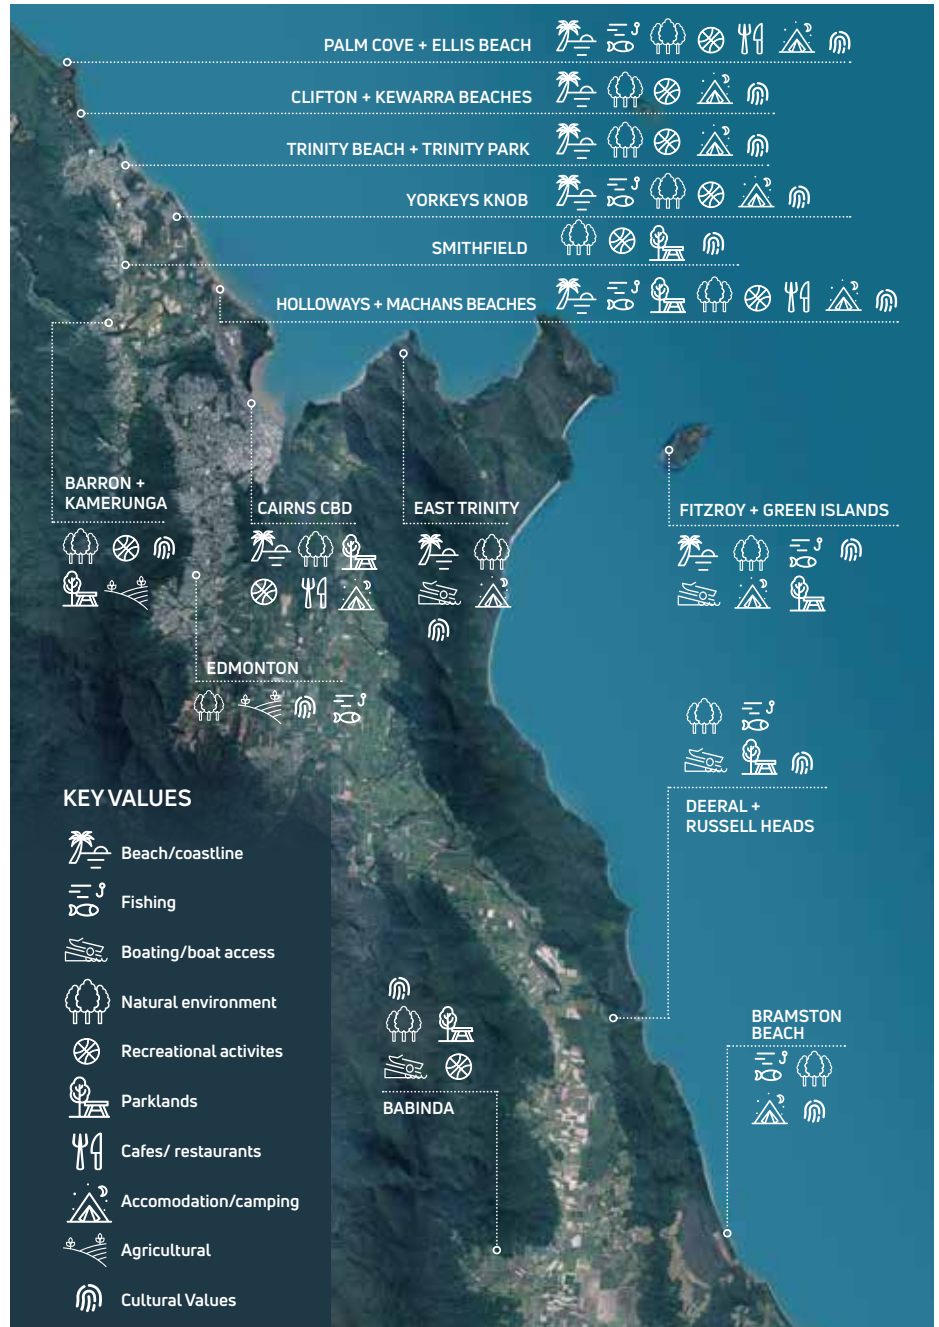 PALM COVE + ELLIS BEACH
CLIFTON + KEWARRA BEACHES
TRINITY BEACH + TRINITY PARK
YORKEYS KNOB
SMITHFIELD
HOLLOWAYS + MACHANS BEACHES
BARRON +
KAMERUNGA
CAIRNS CBD
EAST TRINITY
FITZROY + GREEN ISLANDS
EDMONTON
DEERAL +
RUSSELL HEADS
BRAMSTON
BEACH
BABINDA
KEY VALUES
Beach/coastline
Fishing
Boating/boat access
Natural environment
Recreational activites
Parklands
Cafes/ restaurants
Accomodation/camping
Agricultural
Cultural Values